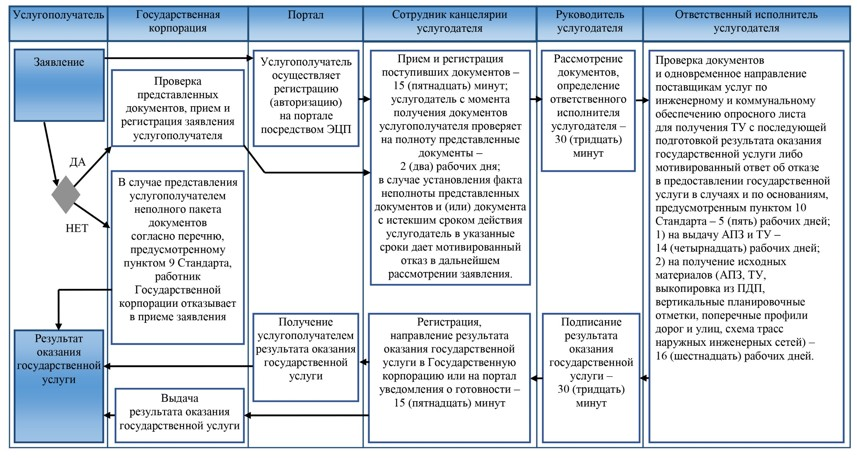 Услугополучатель
Государственная
корпорация
Портал
Сотрудник канцелярии
услугодателя
Руководитель
услугодателя
Ответственный исполнитель
услугодателя
Заявление
ДА
НЕТ
Результат
оказания
государственной
услуги
Проверка
представленных
документов, прием и
регистрация заявления
услугополучателя
В случае представления
услугополучателем
неполного пакета
документов
согласно перечню,
предусмотренному
пунктом 9 Стандарта,
работник
Государственной
корпорации отказывает
в приеме заявления
Выдача
результата оказания
государственной услуги
Услугополучатель
осуществляет
регистрацию
(авторизацию)
на портале
посредством ЭЦП
Получение
услугополучателем
результата оказания
государственной
услуги
Прием и регистрация
поступивших документов –
15 (пятнадцать) минут;
услугодатель с момента
получения документов
услугополучателя проверяет
на полноту представленные
документы –
2 (два) рабочих дня;
в случае установления факта
неполноты представленных
документов и (или) документа
с истекшим сроком действия
услугодатель в указанные
сроки дает мотивированный
отказ в дальнейшем
рассмотрении заявления.
Регистрация,
направление результата
оказания государственной
услуги в Государственную
корпорацию или на портал
уведомления о готовности –
15 (пятнадцать) минут
Рассмотрение
документов,
определение
ответственного
исполнителя
услугодателя –
30 (тридцать)
минут
Подписание
результата
оказания
государственной
услуги –
30 (тридцать)
минут
Проверка документов
и одновременное направление
поставщикам услуг по
инженерному и коммунальному
обеспечению опросного листа
для получения ТУ с последующей
подготовкой результата оказания
государственной услуги либо
мотивированный ответ об отказе
в предоставлении государственной
услуги в случаях и по основаниям,
предусмотренным пунктом 10
Стандарта – 5 (пять) рабочих дней;
1) на выдачу АПЗ и ТУ –
14 (четырнадцать) рабочих дней;
2) на получение исходных
материалов (АПЗ, ТУ,
выкопировка из ПДП,
вертикальные планировочные
отметки, поперечные профили
дорог и улиц, схема трасс
наружных инженерных сетей) –
16 (шестнадцать) рабочих дней.